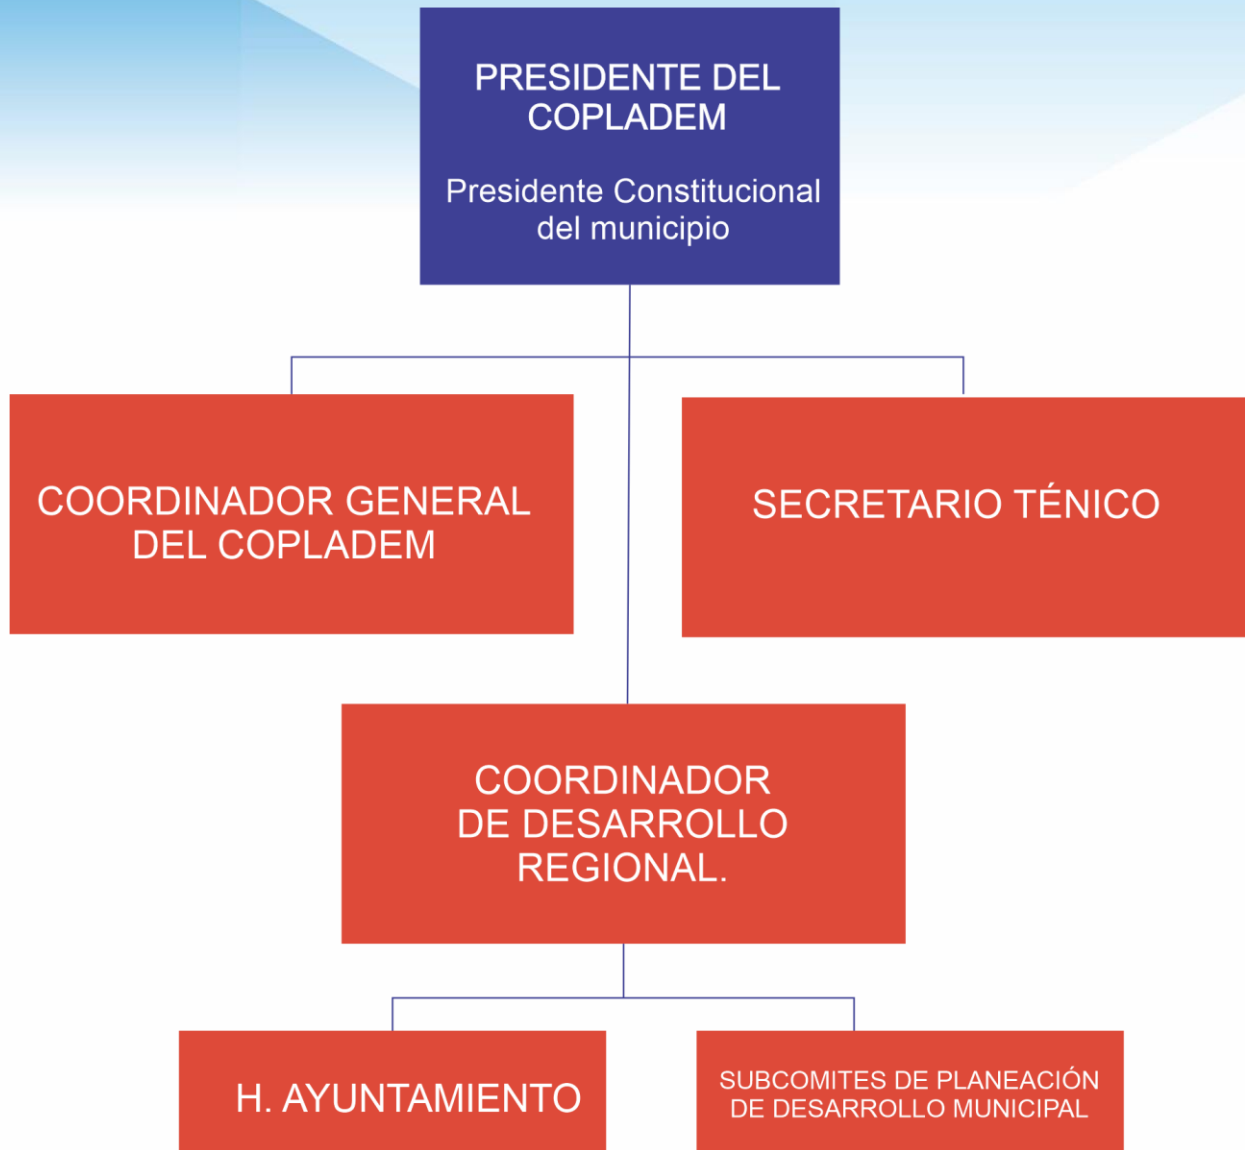 PRESIDENTE DEL
COPLADEM
Presidente Constitucional
del municipio
COORDINADOR GENERAL
DEL COPLADEM
SECRETARIO TÉNICO
COORDINADOR
DE DESARROLLO
REGIONAL.
H. AYUNTAMIENTO
SUBCOMITES DE PLANEACIÓN
DE DESARROLLO MUNICIPAL